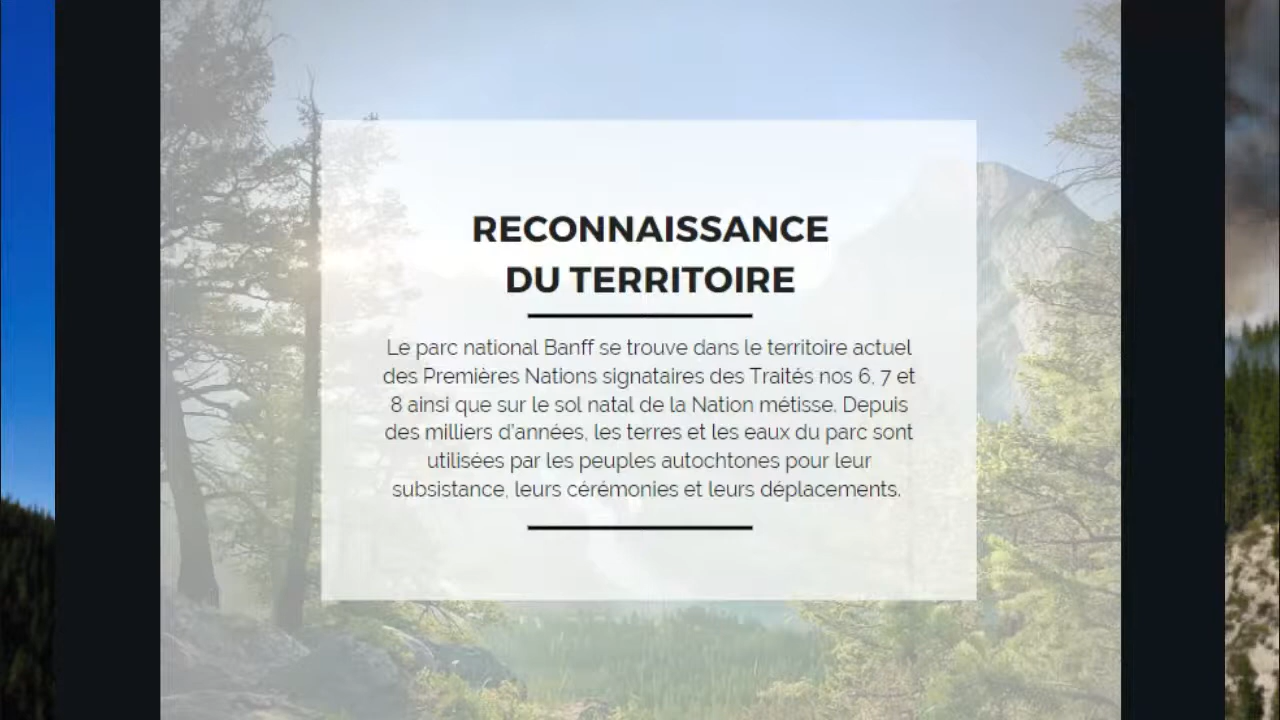 RECONNAISSANCE
DU TERRITOIRE
Le parc national Banff se trouve dans le territoire actuel
des Premières Nations signataires des Traités nos 6, 7 et
8 ainsi que sur le sol natal de la Nation métisse. Depuis
des milliers d'années, les terres et les eaux du parc sont
utilisées par les peuples autochtones pour leur
subsistance, leurs cérémonies et leurs déplacements.